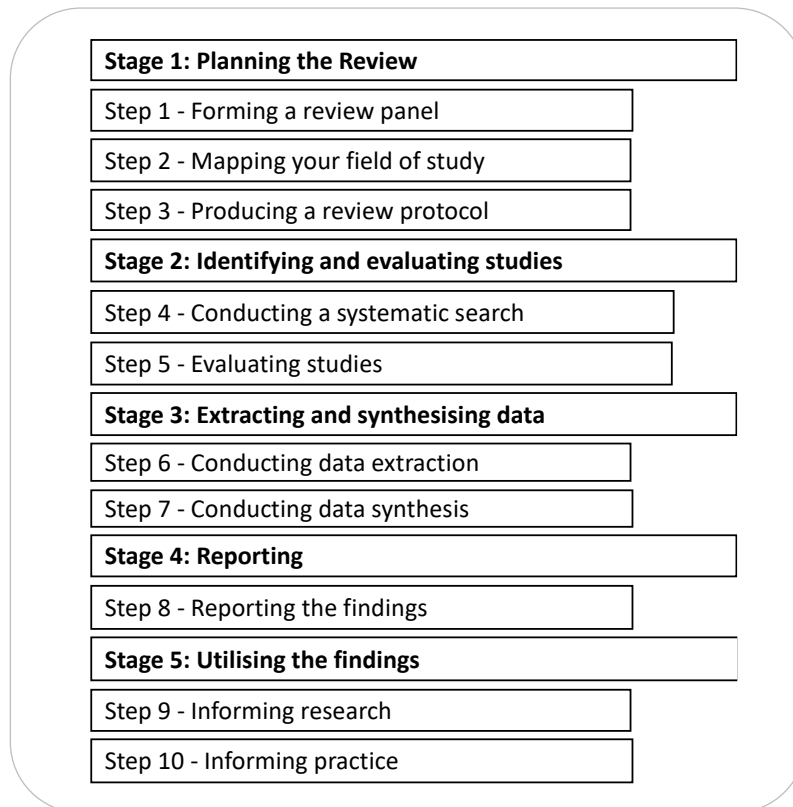 Stage 1: Planning the Review
Step 1 - Forming a review panel
Step 2 - Mapping your field of study
Step 3 - Producing a review protocol
Stage 2: Identifying and evaluating studies
Step 4 - Conducting a systematic search
Step 5 - Evaluating studies
Stage 3: Extracting and synthesising data
Step 6 - Conducting data extraction
Step 7 - Conducting data synthesis
Stage 4: Reporting
Step 8 - Reporting the findings
Stage 5: Utilising the findings
Step 9 - Informing research
Step 10 - Informing practice